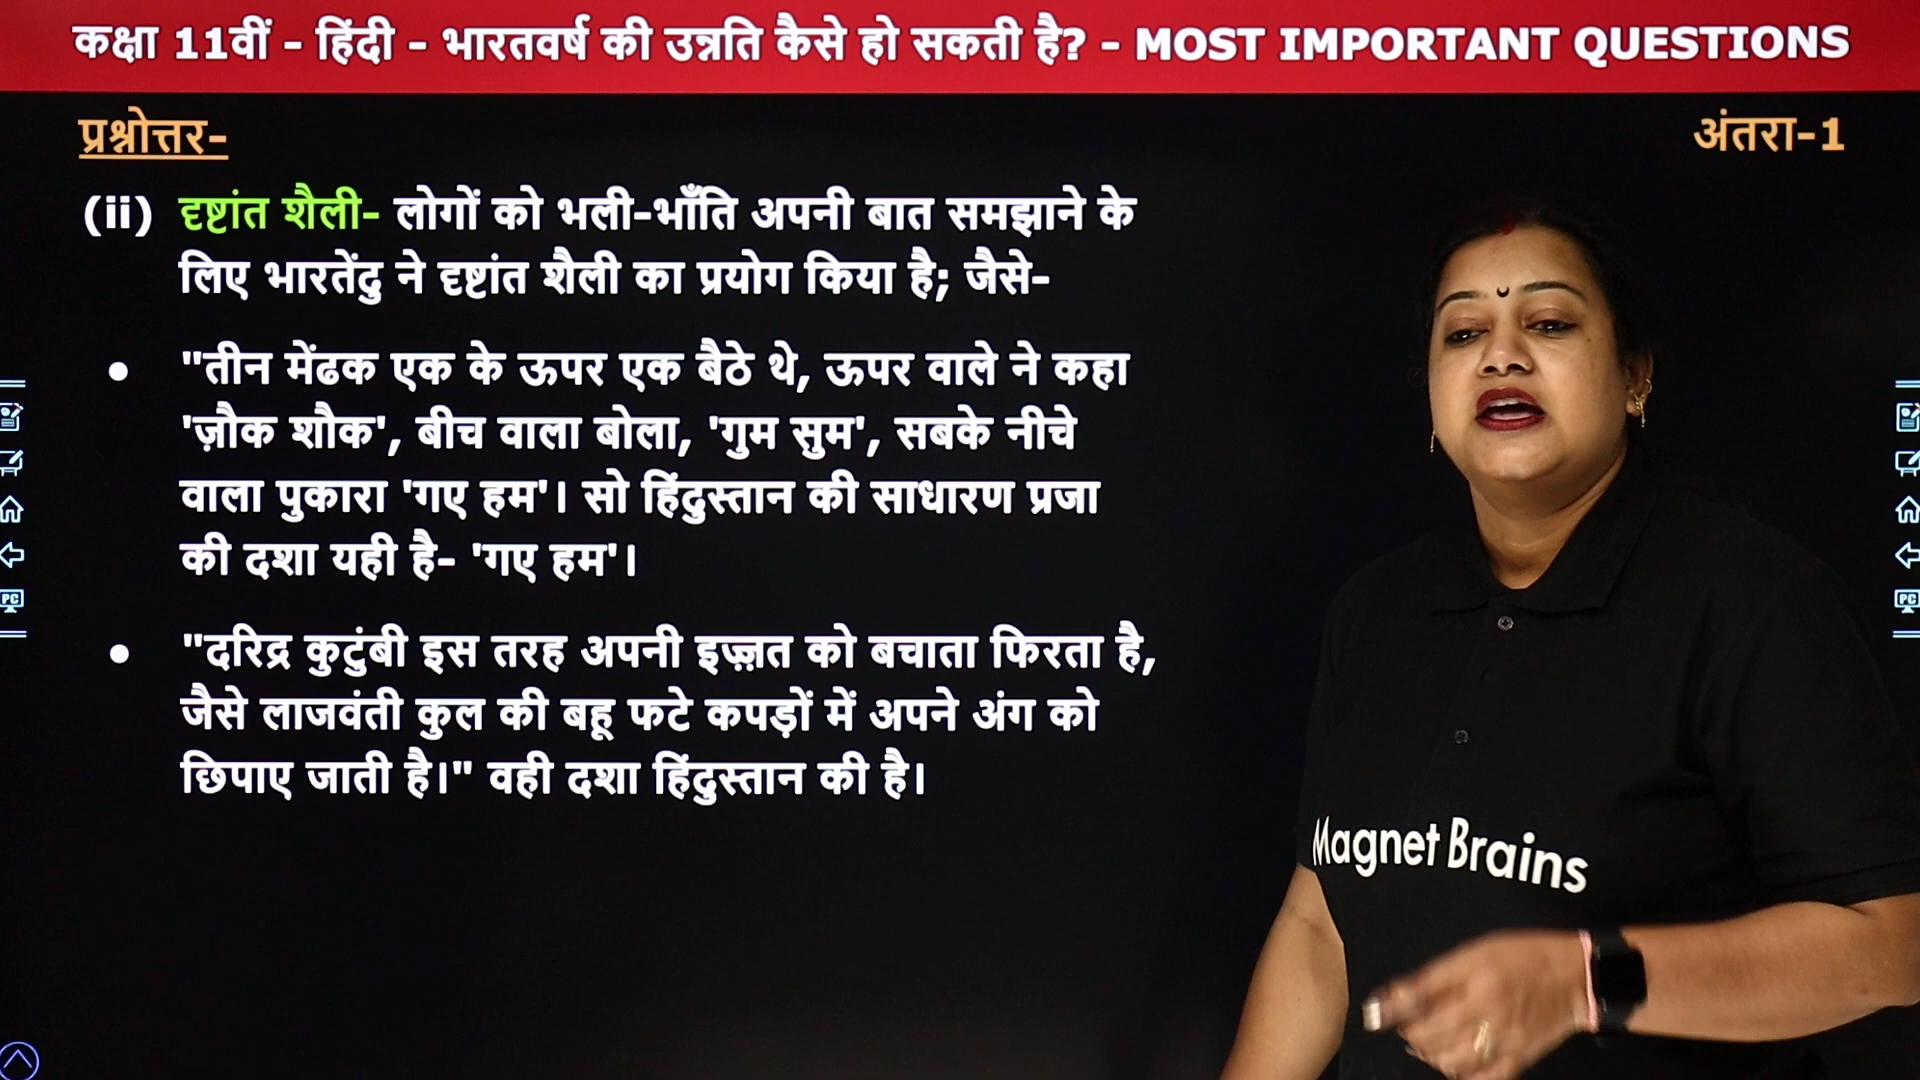 कक्षा 11वीं - हिंदी - भारतवर्ष की उन्नति कैसे हो सकती है? - MOST IMPORTANT QUESTIONS
प्रश्नोत्तर-
अंतरा-1
(ii) दृष्टांत शैली- लोगों को भली-भाँति अपनी बात समझाने के
लिए भारतेंदु ने दृष्टांत शैली का प्रयोग किया है; जैसे-
• "तीन मेंढक एक के ऊपर एक बैठे थे, ऊपर वाले ने कहा
'ज़ौक शौक', बीच वाला बोला, 'गुम सुम', सबके नीचे
वाला पुकारा 'गए हम'। सो हिंदुस्तान की साधारण प्रजा
की दशा यही है- 'गए हम'।
• "दरिद्र कुटुंबी इस तरह अपनी इज़्ज़त को बचाता फिरता है,
जैसे लाजवंती कुल की बहू फटे कपड़ों में अपने अंग को
छिपाए जाती है।" वही दशा हिंदुस्तान की है।
Magnet Brains
PC
PC